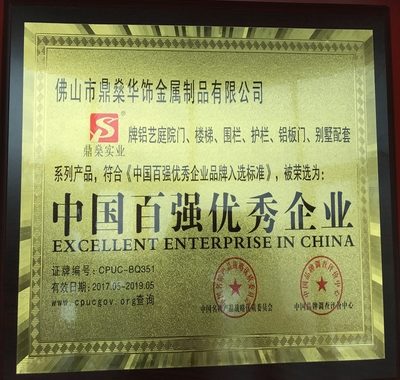 佛山市鼎燊华饰金属制品有限公司
鼎燊实业
牌铝艺庭院门、楼梯、围栏、护栏、铝板门、别墅配套
系列产品，符合《中国百强优秀企业品牌入选标准》，被荣选为：
中国百强优秀企业
EXCELLENT ENTERPRISE IN CHINA
证牌编号：CPUC-BQ351
有效日期：2017.05-2019.05
www.cpucgov.org查询
中国名牌产品战略推进委员会
中国品牌调查评估中心